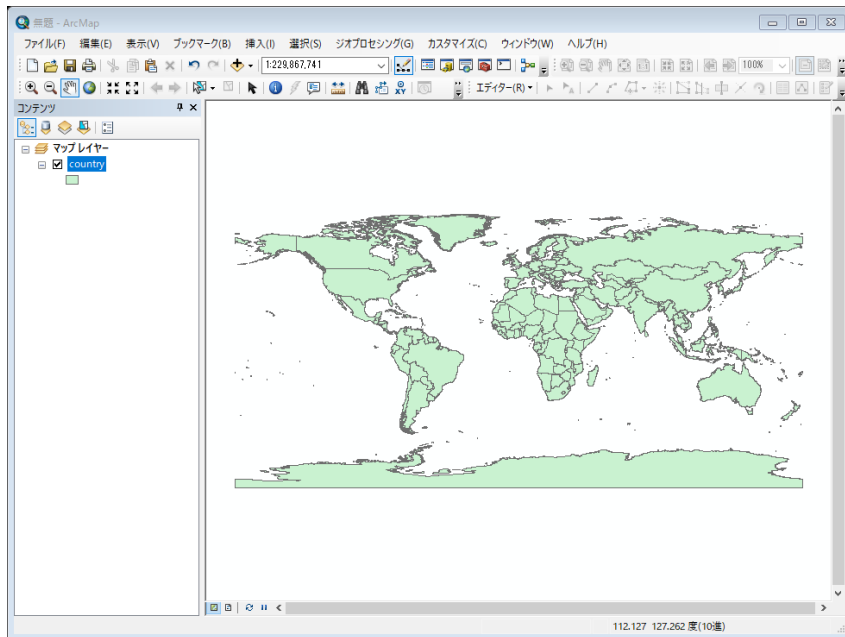 無題 - ArcMap
ファイル(F) 編集(E) 表示(V) ブックマーク(B) 挿入(I) 選択(S) ジオプロセシング(G) カスタマイズ(C) ウィンドウ(W) ヘルプ(H)
1:229,867,741 100%
エディター(R)
コンテンツ
マップ レイヤー
country
112.127 127.262 度(10進)